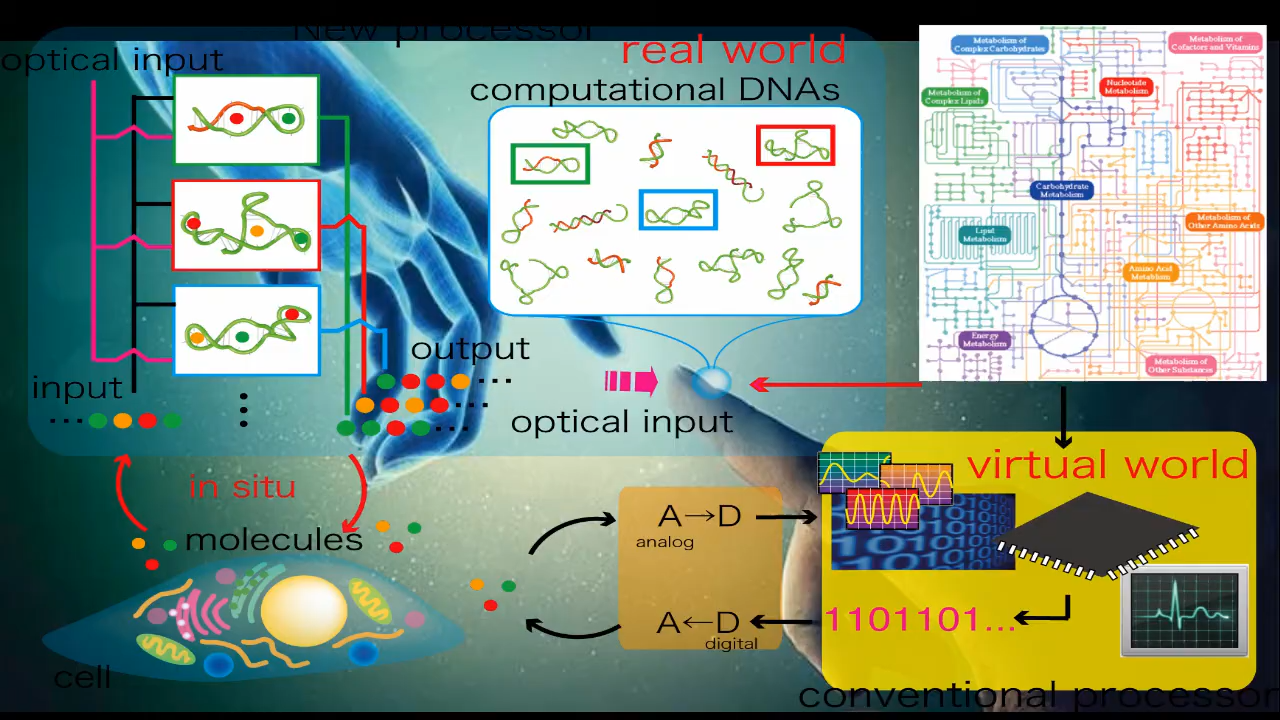 New processor
optical input
real world
computational DNAs
Metabolism of
Complex Carbohydrates
Metabolism of
Cofactors and Vitamins
Nucleotide
Metabolism
Metabolism of
Complex Lipids
Carbohydrate
Metabolism
Metabolism of
Other Amino Acids
Lipid
Metabolism
Amino Acid
Metabolism
Energy
Metabolism
Metabolism of
Other Substances
output
input
optical input
in situ
molecules
cell
A→D
analog
A←D
digital
virtual world
1101101...
conventional processor